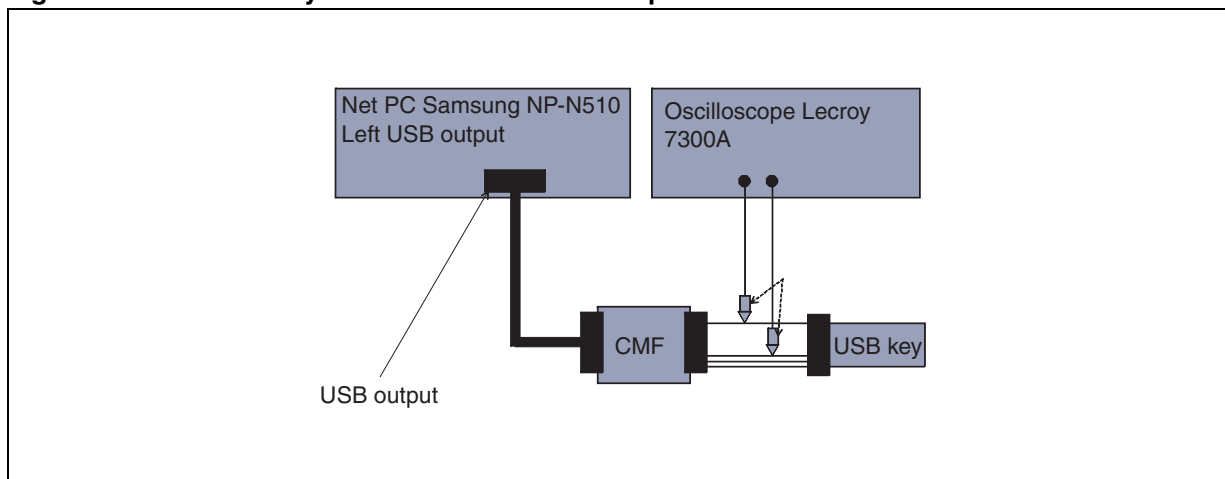 Net PC Samsung NP-N510
Left USB output
Oscilloscope Lecroy
7300A
CMF
USB key
USB output